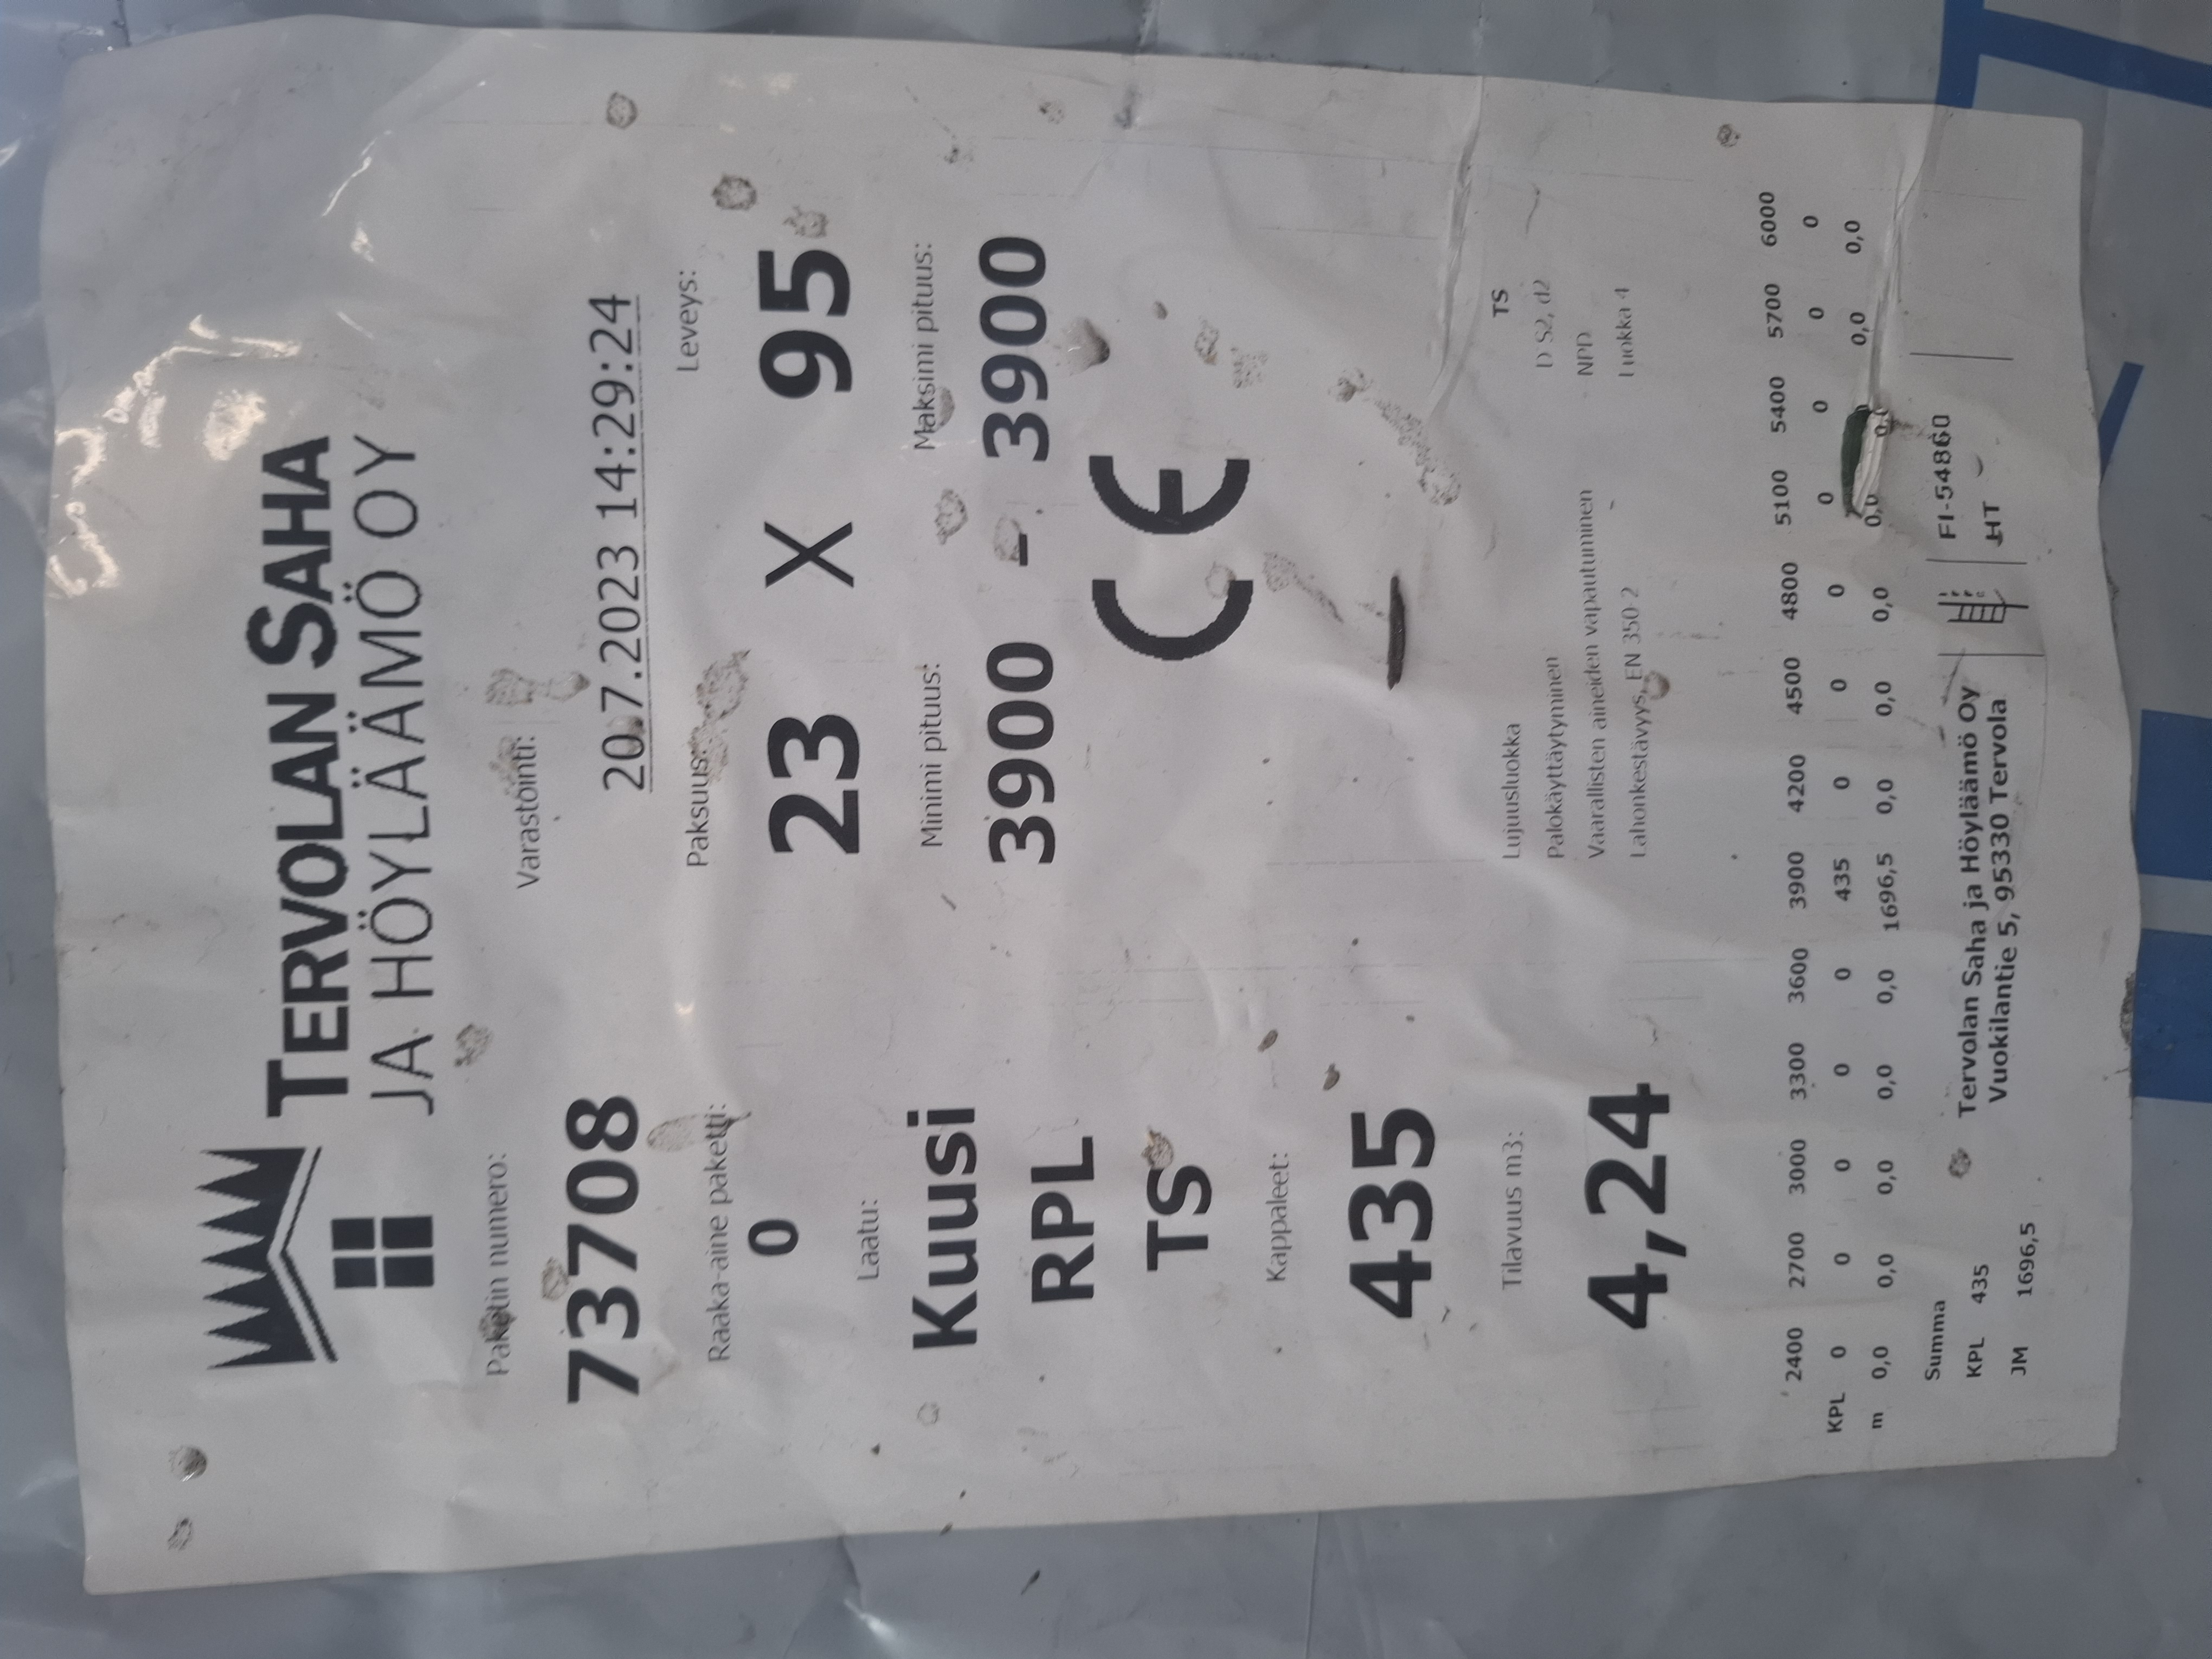 TERVOLAN SAHA
JA HÖYLÄÄMÖ OY
Paketin numero:
Varastointi:
73708
20.7.2023 14:29:24
Raaka-aine paketti:
Paksuus:
Leveys:
0
23 X 95
Laatu:
Minimi pituus:
Maksimi pituus:
Kuusi
3900 - 3900
RPL
CE
TS
Kappaleet:
435
Tilavuus m3:
Lujuusluokka TS
4,24
Palokäyttäytyminen D S2, d2
Vaarallisten aineiden vapautuminen NPD
Lahonkestävyys, EN 350-2 Luokka 4
2400 2700 3000 3300 3600 3900 4200 4500 4800 5100 5400 5700 6000
KPL 0 0 0 0 0 435 0 0 0 0 0 0 0
m 0,0 0,0 0,0 0,0 0,0 1696,5 0,0 0,0 0,0 0,0 0,0 0,0
Summa
KPL 435
JM 1696,5
Tervolan Saha ja Höyläämö Oy
Vuokilantie 5, 95330 Tervola
FI-54860
HT